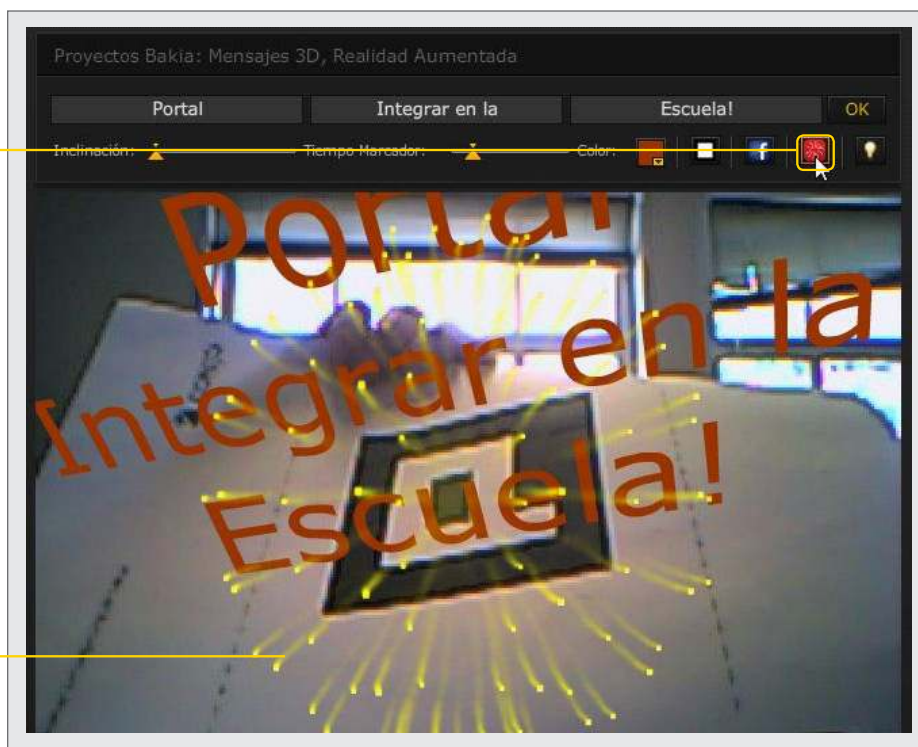 Proyectos Bakia: Mensajes 3D, Realidad Aumentada
Portal
Integrar en la
Escuela!
OK
Inclinación:
Tiempo Marcador:
Color:
f
Portal
Integrar en la
Escuela!